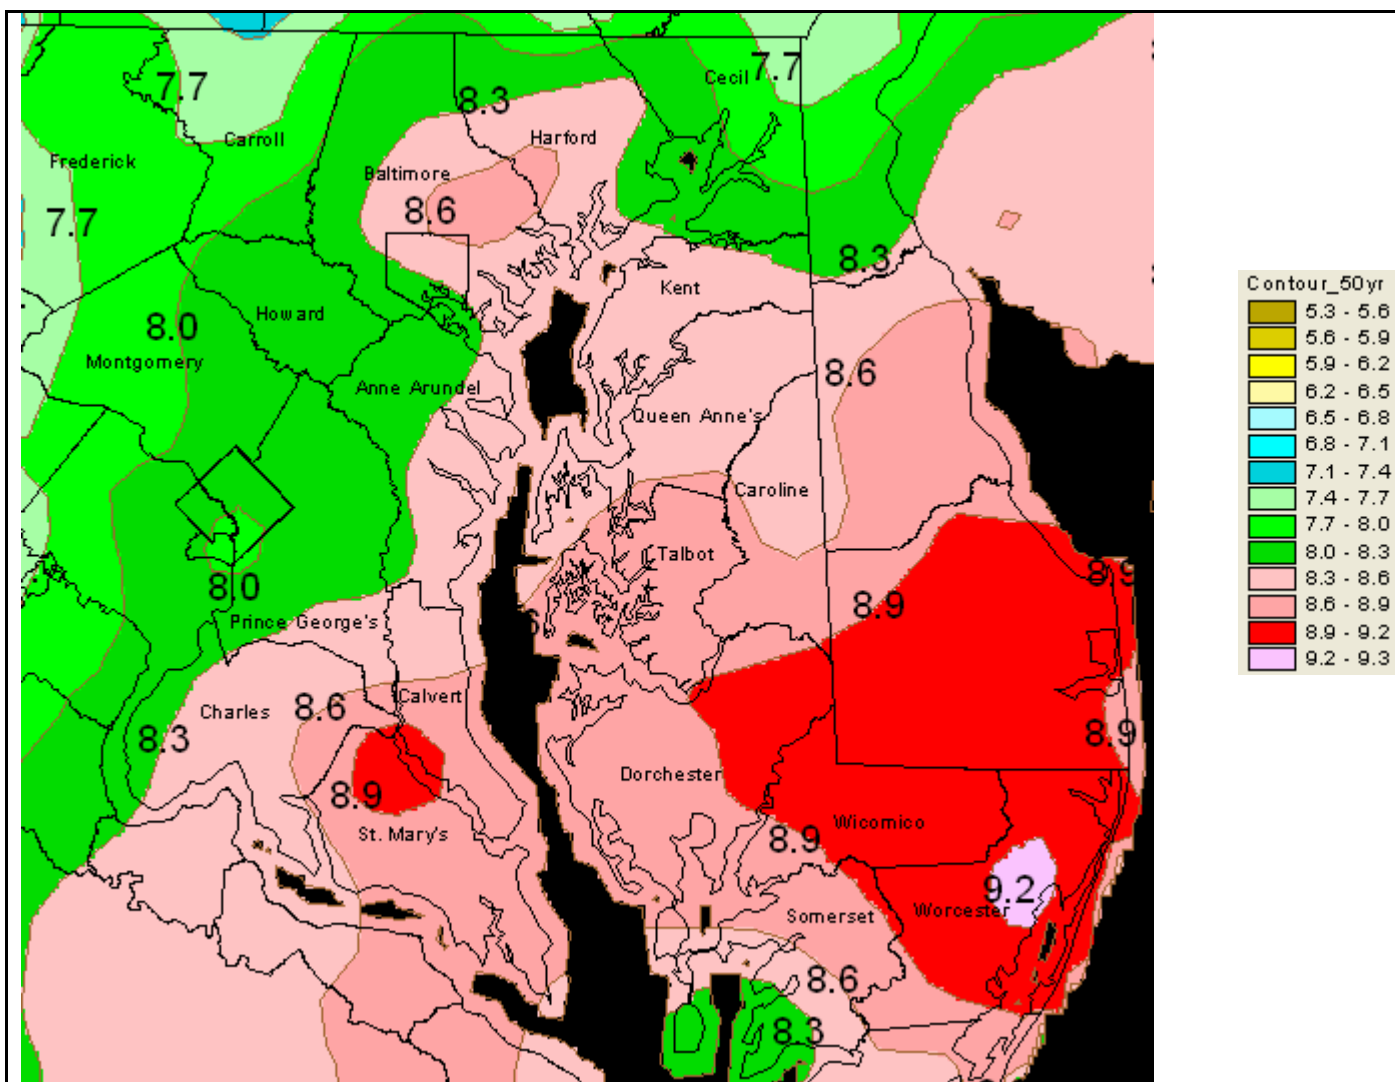 Cecil
7.7
7.7
8.3
Carroll
Harford
Frederick
Baltimore
7.7
8.6
8.3
Kent
Howard
8.0
Montgomery
Anne Arundel
8.6
Queen Anne's
Caroline
Talbot
8.0
8.9
8.9
Prince George's
Calvert
8.6
Charles
8.3
8.9
Dorchester
8.9
St. Mary's
8.9
Wicomico
9.2
Worcester
Somerset
8.6
8.3
Contour_50yr
5.3 - 5.6
5.6 - 5.9
5.9 - 6.2
6.2 - 6.5
6.5 - 6.8
6.8 - 7.1
7.1 - 7.4
7.4 - 7.7
7.7 - 8.0
8.0 - 8.3
8.3 - 8.6
8.6 - 8.9
8.9 - 9.2
9.2 - 9.3